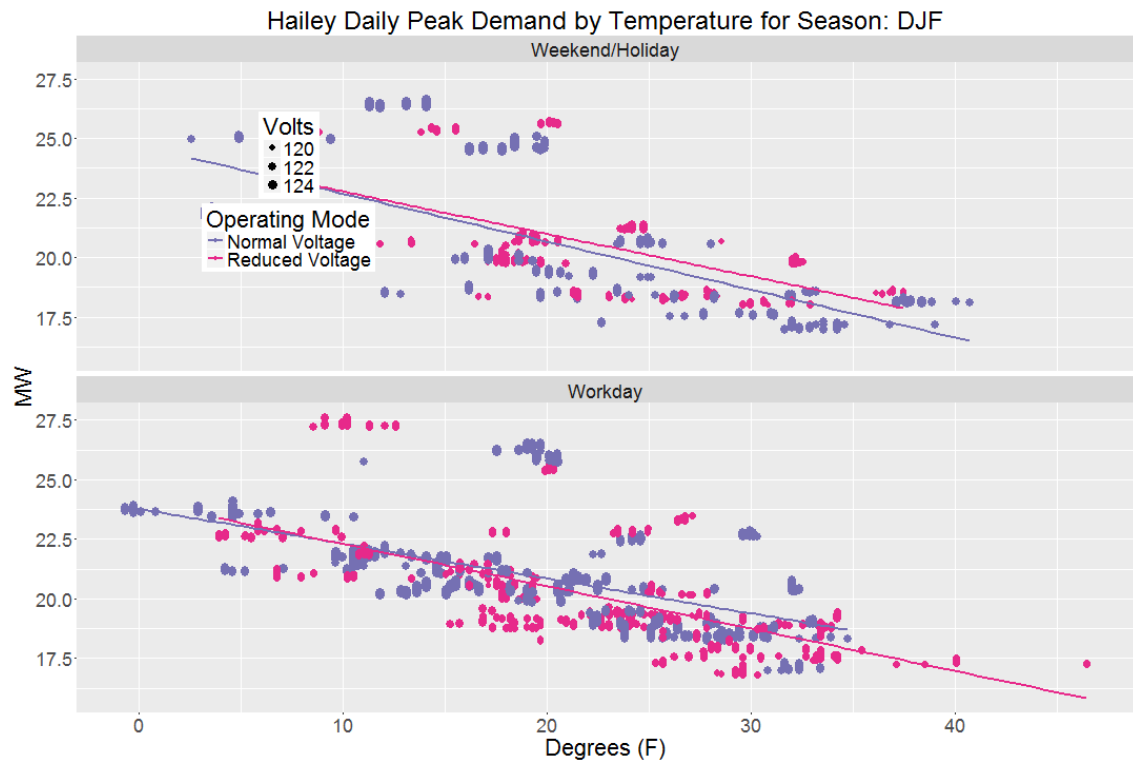 Hailey Daily Peak Demand by Temperature for Season: DJF
Weekend/Holiday
27.5
25.0
22.5
20.0
17.5
Volts
120
122
124
Operating Mode
Normal Voltage
Reduced Voltage
MW
Workday
27.5
25.0
22.5
20.0
17.5
0
10
20
30
40
Degrees (F)